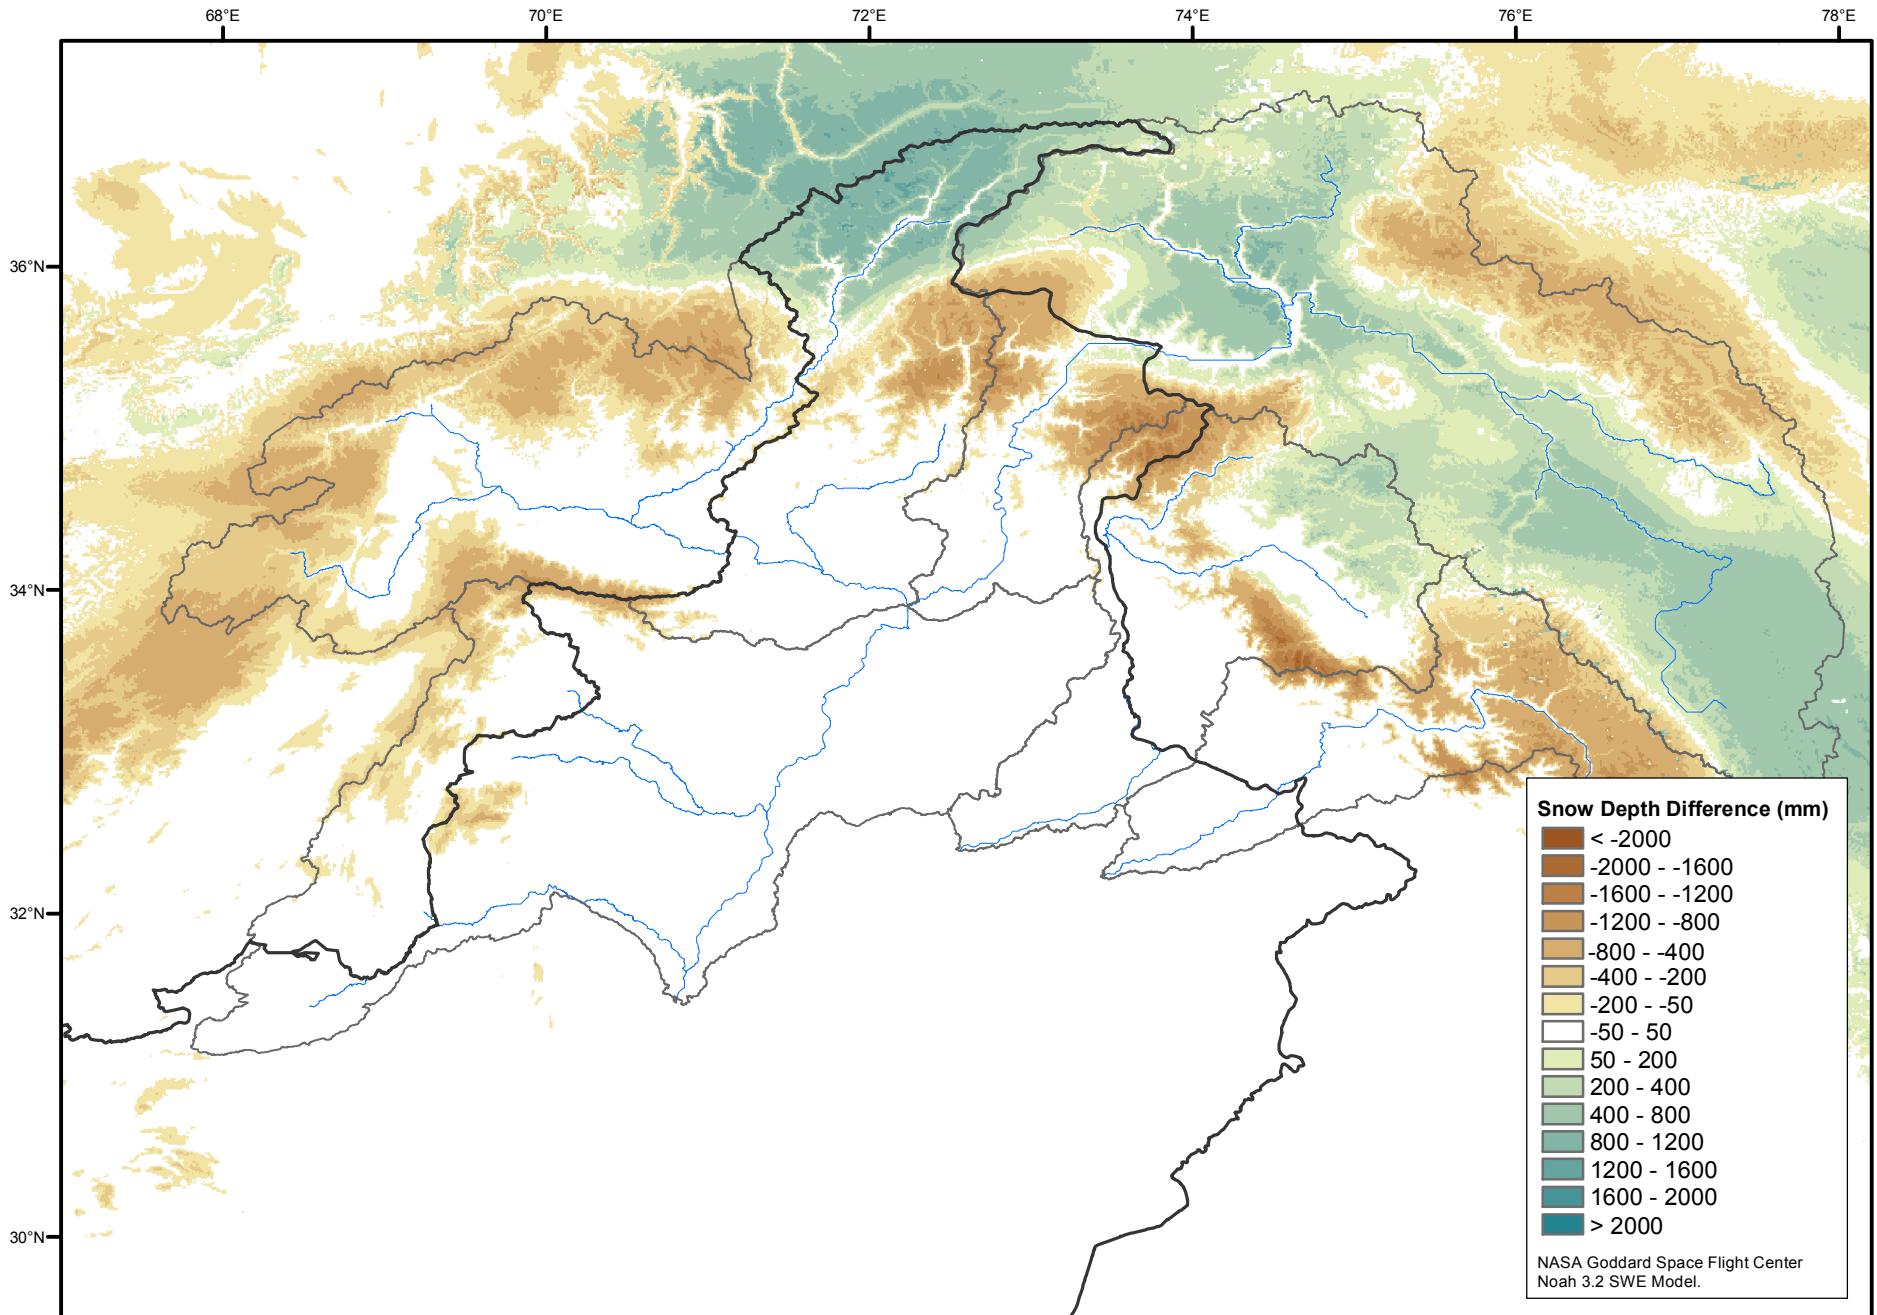 68°E 70°E 72°E 74°E 76°E 78°E
36°N
34°N
32°N
30°N
Snow Depth Difference (mm)
< -2000
-2000 - -1600
-1600 - -1200
-1200 - -800
-800 - -400
-400 - -200
-200 - -50
-50 - 50
50 - 200
200 - 400
400 - 800
800 - 1200
1200 - 1600
1600 - 2000
> 2000
NASA Goddard Space Flight Center
Noah 3.2 SWE Model.